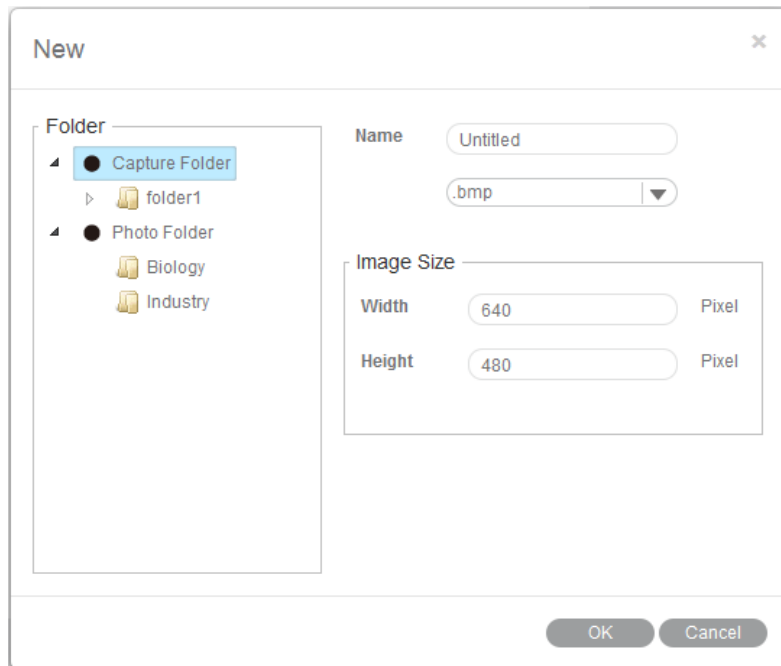 New
Folder
Capture Folder
folder1
Photo Folder
Biology
Industry
Name
Untitled
.bmp
Image Size
Width 640 Pixel
Height 480 Pixel
OK Cancel